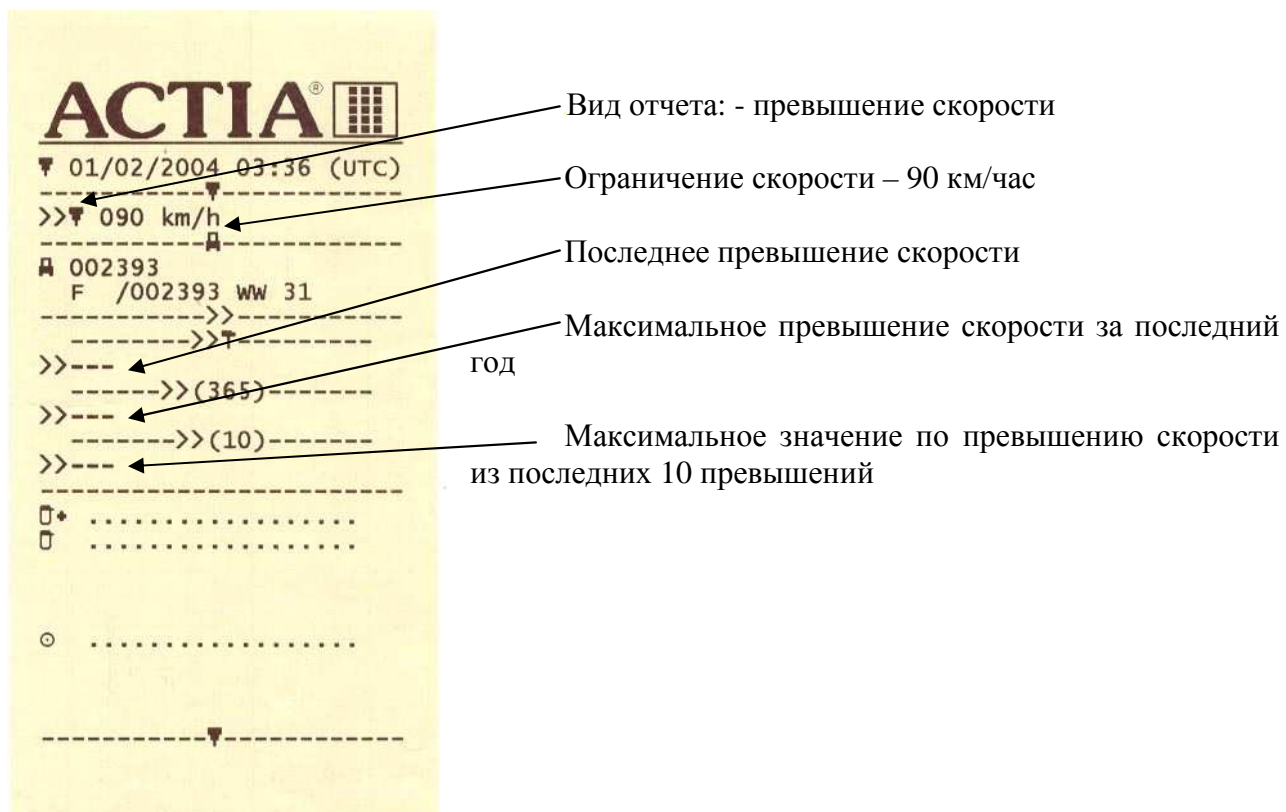 ACTIA®
▼ 01/02/2004 03:36 (UTC)
-----------▼-----------
>>▼ 090 km/h
002393
F /002393 WW 31
----------->>-----------
-------->>T---------
>>---
------>>(365)-------
>>---
------->>(10)-------
>>---
------------------------
+ ..................
..................
⊙ ..................
-----------▼------------
Вид отчета: - превышение скорости
Ограничение скорости – 90 км/час
Последнее превышение скорости
Максимальное превышение скорости за последний
год
Максимальное значение по превышению скорости
из последних 10 превышений